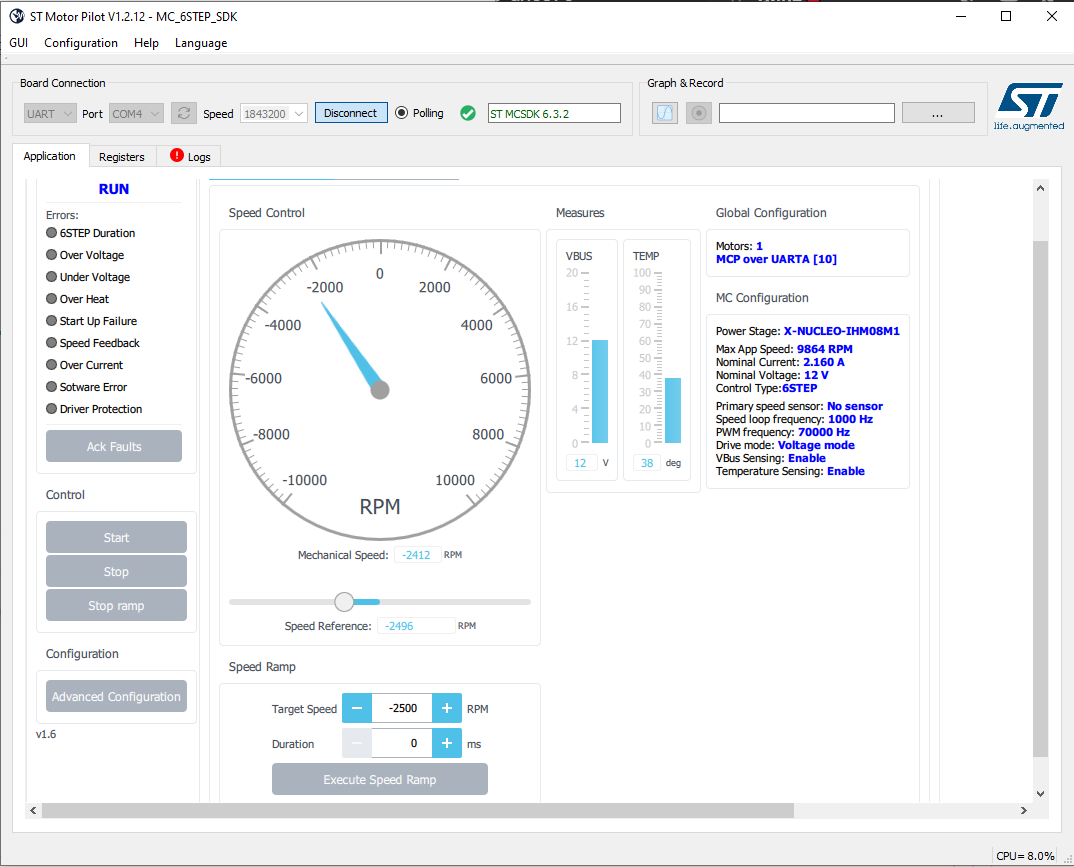 ST Motor Pilot V1.2.12 - MC_6STEP_SDK
GUI Configuration Help Language
Board Connection
UART Port COM4 Speed 1843200 Disconnect Polling ST MCSDK 6.3.2
Graph & Record
...
ST
life.augmented
Application Registers Logs
RUN
Errors:
6STEP Duration
Over Voltage
Under Voltage
Over Heat
Start Up Failure
Speed Feedback
Over Current
Sotware Error
Driver Protection
Ack Faults
Control
Start
Stop
Stop ramp
Configuration
Advanced Configuration
v1.6
Speed Control
0
-2000 2000
-4000 4000
-6000 6000
-8000 8000
-10000 10000
RPM
Mechanical Speed: -2412 RPM
Speed Reference: -2496 RPM
Speed Ramp
Target Speed - -2500 + RPM
Duration - 0 + ms
Execute Speed Ramp
Measures
VBUS
20
16
12
8
4
0
12 V
TEMP
100
90
80
70
60
50
40
30
20
10
0
38 deg
Global Configuration
Motors: 1
MCP over UARTA [10]
MC Configuration
Power Stage: X-NUCLEO-IHM08M1
Max App Speed: 9864 RPM
Nominal Current: 2.160 A
Nominal Voltage: 12 V
Control Type:6STEP
Primary speed sensor: No sensor
Speed loop frequency: 1000 Hz
PWM frequency: 70000 Hz
Drive mode: Voltage mode
VBus Sensing: Enable
Temperature Sensing: Enable
CPU= 8.0%